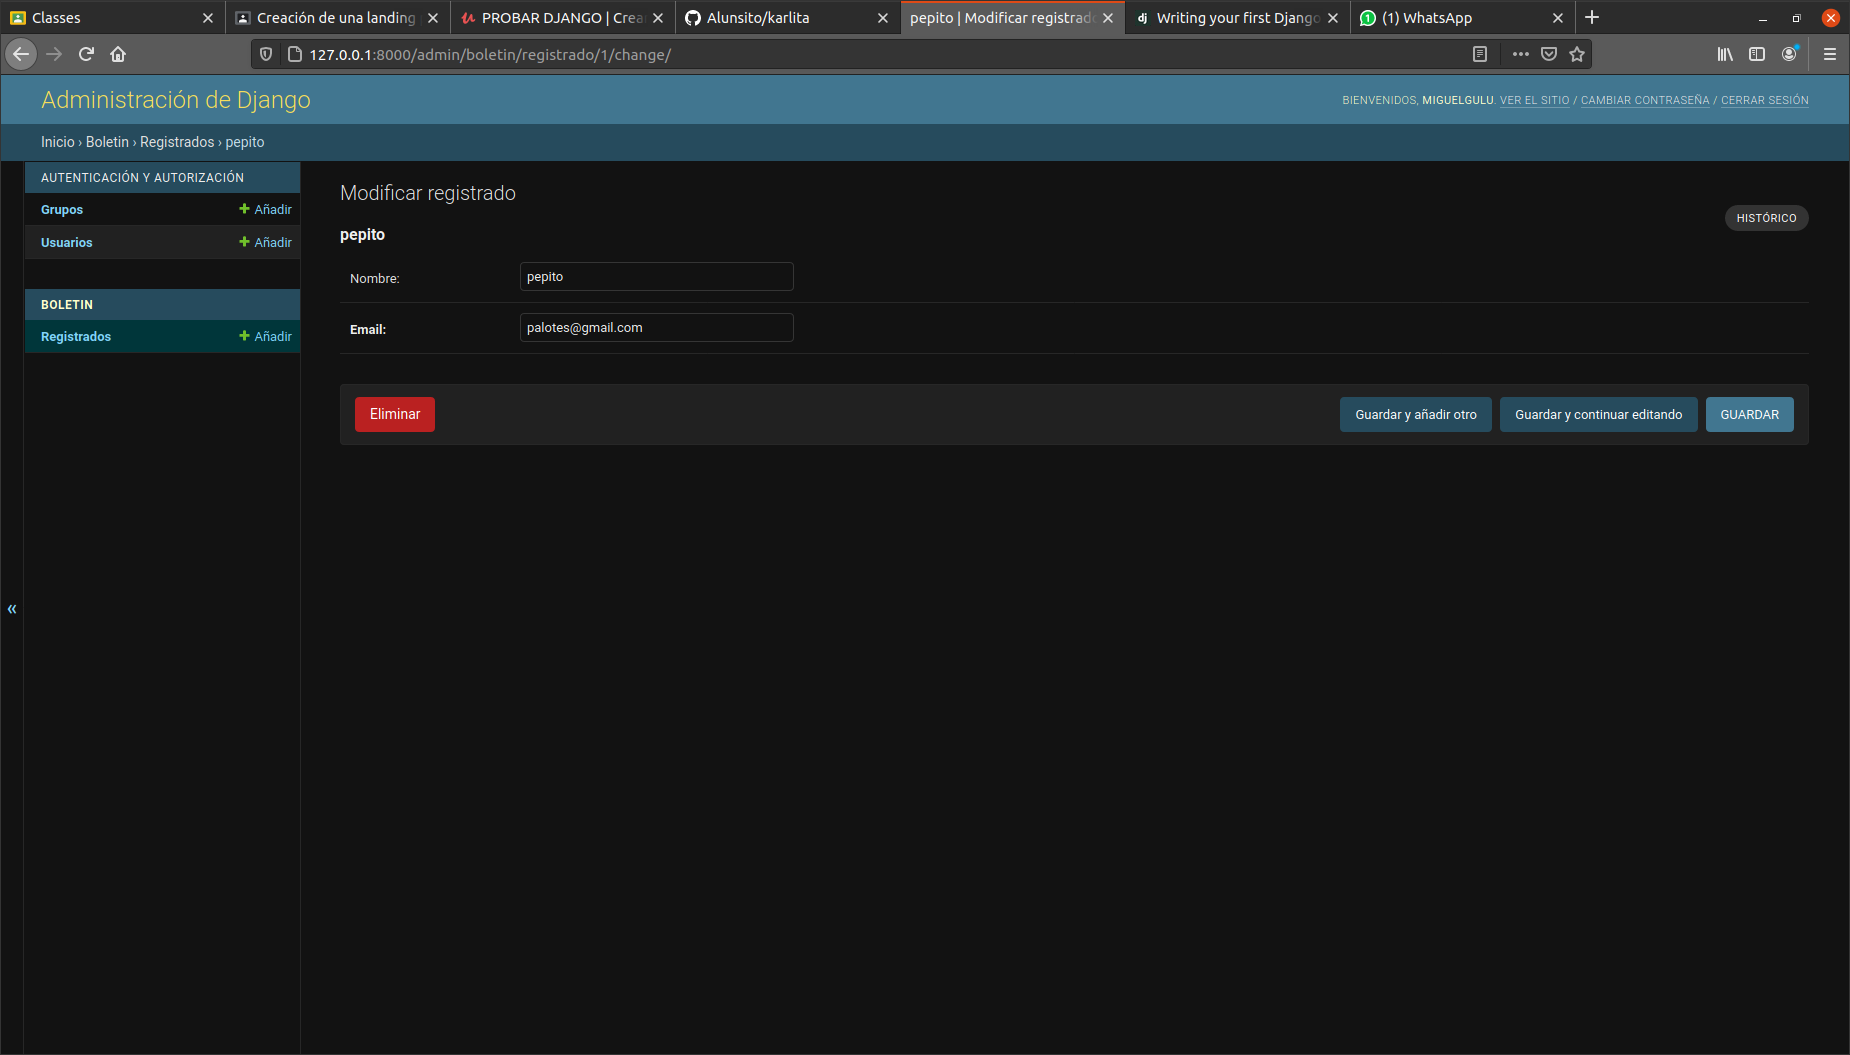 Classes
Creación de una landing
PROBAR DJANGO | Crea
Alunsito/karlita
pepito | Modificar registrado
Writing your first Django
(1) WhatsApp
127.0.0.1:8000/admin/boletin/registrado/1/change/
Administración de Django
BIENVENIDOS, MIGUELGULU. VER EL SITIO / CAMBIAR CONTRASEÑA / CERRAR SESIÓN
Inicio › Boletin › Registrados › pepito
AUTENTICACIÓN Y AUTORIZACIÓN
Grupos + Añadir
Usuarios + Añadir
BOLETIN
Registrados + Añadir
«
Modificar registrado
HISTÓRICO
pepito
Nombre: pepito
Email: palotes@gmail.com
Eliminar
Guardar y añadir otro
Guardar y continuar editando
GUARDAR